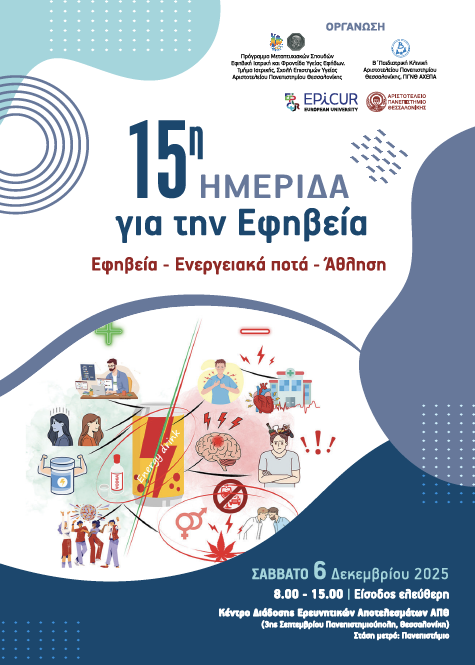 ΟΡΓΑΝΩΣΗ
Πρόγραμμα Μεταπτυχιακών Σπουδών
Εφηβική Ιατρική και Φροντίδα Υγείας Εφήβων.
Τμήμα Ιατρικής, Σχολή Επιστημών Υγείας
Αριστοτελείου Πανεπιστημίου Θεσσαλονίκης
Β΄ Παιδιατρική Κλινική
Αριστοτελείου Πανεπιστημίου
Θεσσαλονίκης, ΠΓΝΘ ΑΧΕΠΑ
EPICUR
EUROPEAN UNIVERSITY
ΑΡΙΣΤΟΤΕΛΕΙΟ
ΠΑΝΕΠΙΣΤΗΜΙΟ
ΘΕΣΣΑΛΟΝΙΚΗΣ
15η ΗΜΕΡΙΔΑ
για την Εφηβεία
Εφηβεία - Ενεργειακά ποτά - Άθληση
Energy drink
ΣΑΒΒΑΤΟ 6 Δεκεμβρίου 2025
8.00 - 15.00 | Είσοδος ελεύθερη
Κέντρο Διάδοσης Ερευνητικών Αποτελεσμάτων ΑΠΘ
(3ης Σεπτεμβρίου Πανεπιστημιούπολη, Θεσσαλονίκη)
Στάση μετρό: Πανεπιστήμιο